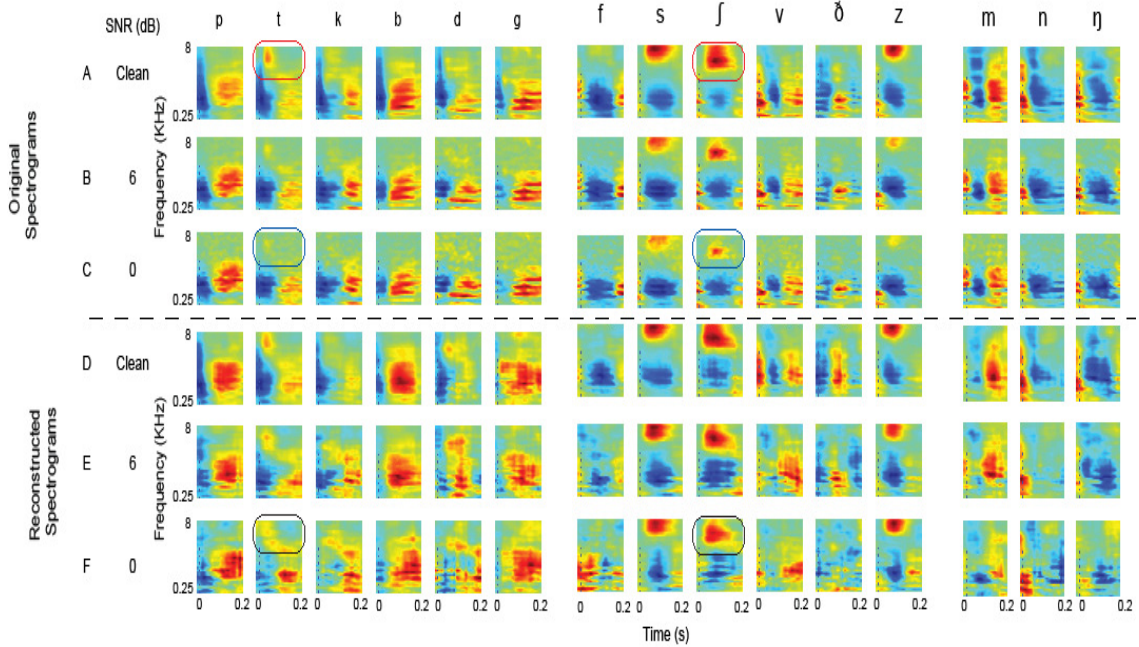 SNR (dB) p t k b d g f s ʃ v ð z m n ŋ
Original Spectrograms
Frequency (KHz)
A Clean 8 0.25
B 6 8 0.25
C 0 8 0.25
Reconstructed Spectrograms
Frequency (KHz)
D Clean 8 0.25
E 6 8 0.25
F 0 8 0.25
0 0.2 0 0.2 0 0.2 0 0.2 0 0.2 0 0.2 0 0.2 0 0.2 0 0.2 0 0.2 0 0.2 0 0.2 0 0.2 0 0.2 0 0.2
Time (s)